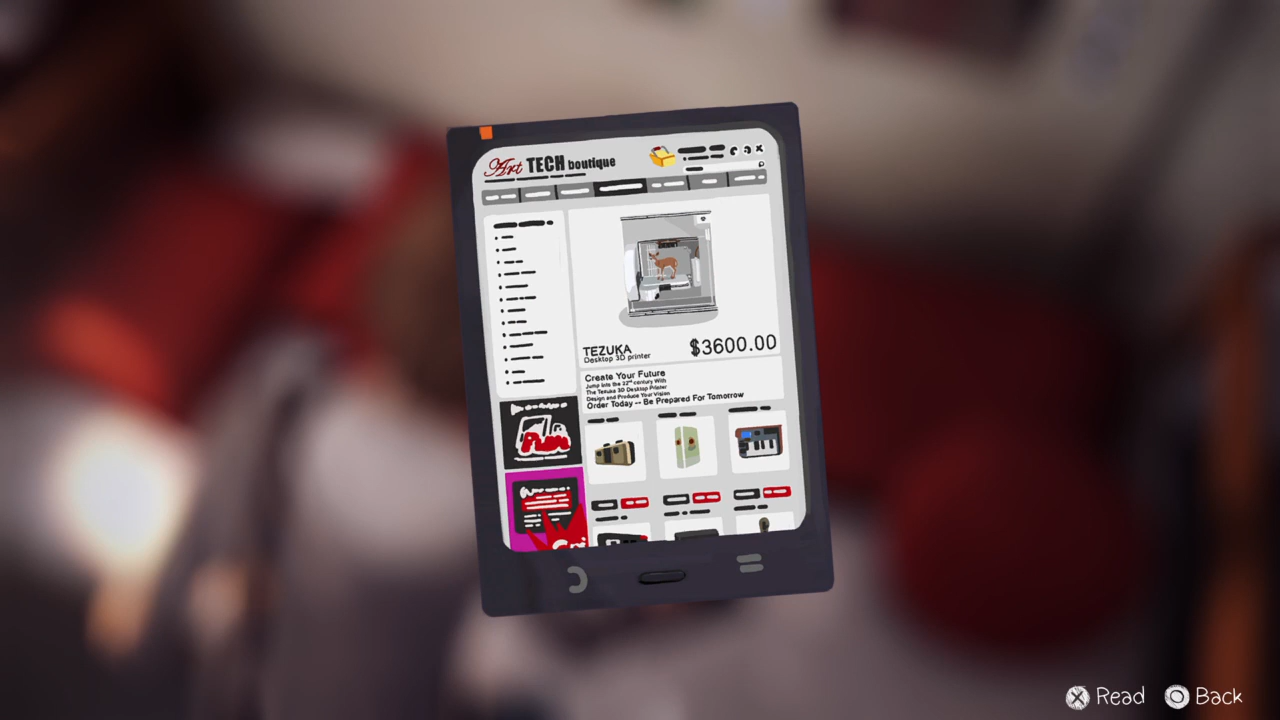 Art TECH boutique
TEZUKA
Desktop 3D printer
$3600.00
Create Your Future
Jump into the 22nd century With
The Tezuka 3D Desktop Printer
Design and Produce Your Vision
Order Today -- Be Prepared For Tomorrow
Read
Back